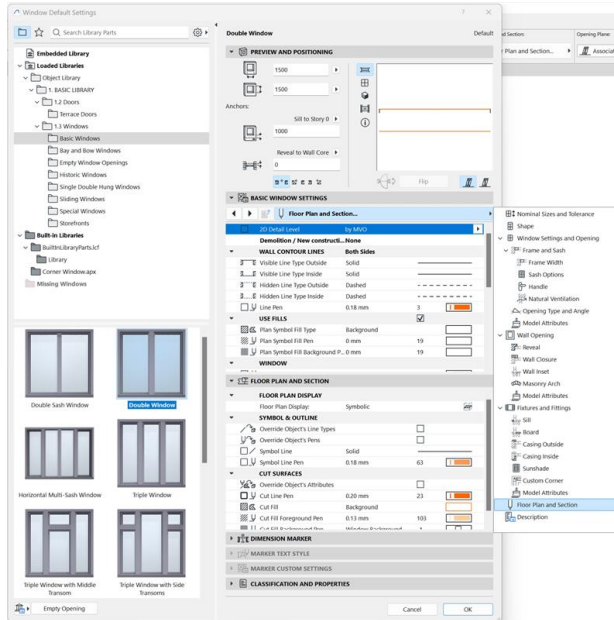 Window Default Settings
?
Search Library Parts
Embedded Library
Loaded Libraries
Object Library
1. BASIC LIBRARY
1.2 Doors
Terrace Doors
1.3 Windows
Basic Windows
Bay and Bow Windows
Empty Window Openings
Historic Windows
Single Double Hung Windows
Sliding Windows
Special Windows
Storefronts
Built-in Libraries
BuiltInLibraryParts.lcf
Library
Corner Window.apx
Missing Windows
Double Sash Window
Double Window
Horizontal Multi-Sash Window
Triple Window
Triple Window with Middle Transom
Triple Window with Side Transoms
Empty Opening
Double Window
Default
PREVIEW AND POSITIONING
1500
1500
Anchors:
Sill to Story 0
1000
Reveal to Wall Core
0
Flip
BASIC WINDOW SETTINGS
Floor Plan and Section...
2D Detail Level by MVO
Demolition / New constructi... None
WALL CONTOUR LINES Both Sides
Visible Line Type Outside Solid
Visible Line Type Inside Solid
Hidden Line Type Outside Dashed
Hidden Line Type Inside Dashed
Line Pen 0.18 mm 3
USE FILLS
Plan Symbol Fill Type Background
Plan Symbol Fill Pen 0 mm 19
Plan Symbol Fill Background P... 0 mm 19
WINDOW
FLOOR PLAN AND SECTION
FLOOR PLAN DISPLAY
Floor Plan Display: Symbolic
SYMBOL & OUTLINE
Override Object's Line Types
Override Object's Pens
Symbol Line Solid
Symbol Line Pen 0.18 mm 63
CUT SURFACES
Override Object's Attributes
Cut Line Pen 0.20 mm 23
Cut Fill Background
Cut Fill Foreground Pen 0.13 mm 103
Cut Fill Background Pen Window Background
DIMENSION MARKER
MARKER TEXT STYLE
MARKER CUSTOM SETTINGS
CLASSIFICATION AND PROPERTIES
Cancel
OK
nd Section:
Opening Plane:
r Plan and Section...
Associat
Nominal Sizes and Tolerance
Shape
Window Settings and Opening
Frame and Sash
Frame Width
Sash Options
Handle
Natural Ventilation
Opening Type and Angle
Model Attributes
Wall Opening
Reveal
Wall Closure
Wall Inset
Masonry Arch
Model Attributes
Fixtures and Fittings
Sill
Board
Casing Outside
Casing Inside
Sunshade
Custom Corner
Model Attributes
Floor Plan and Section
Description